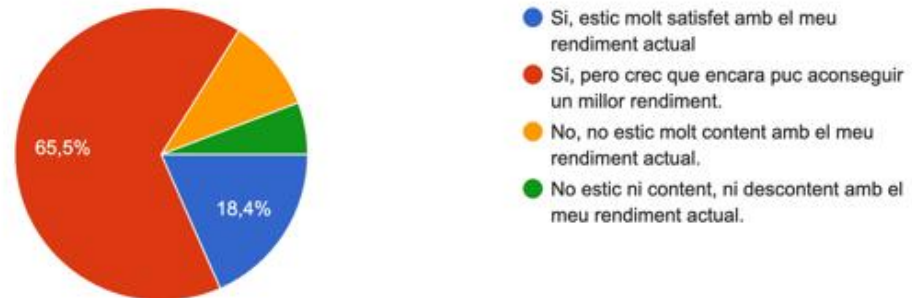 65,5%
18,4%
Si, estic molt satisfet amb el meu
rendiment actual
Sí, pero crec que encara puc aconseguir
un millor rendiment.
No, no estic molt content amb el meu
rendiment actual.
No estic ni content, ni descontent amb el
meu rendiment actual.